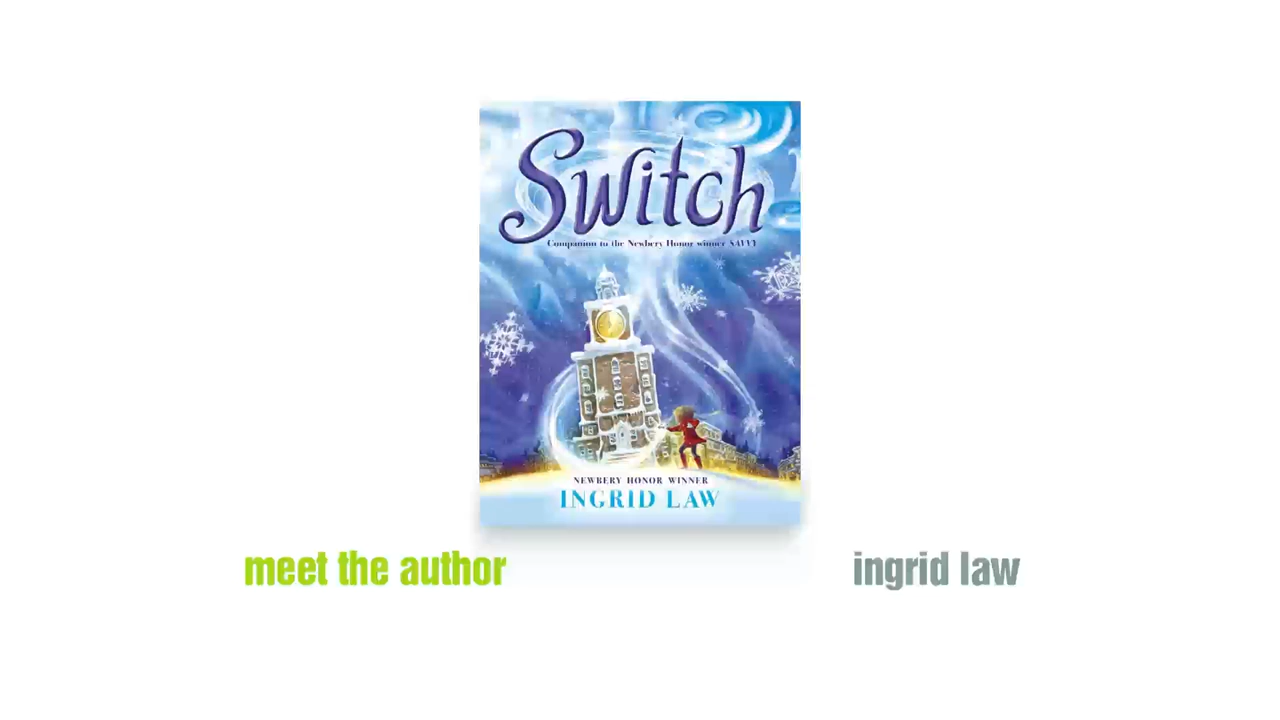 Switch
Companion to the Newbery Honor winner SAVVY
NEWBERY HONOR WINNER
INGRID LAW
meet the author
ingrid law